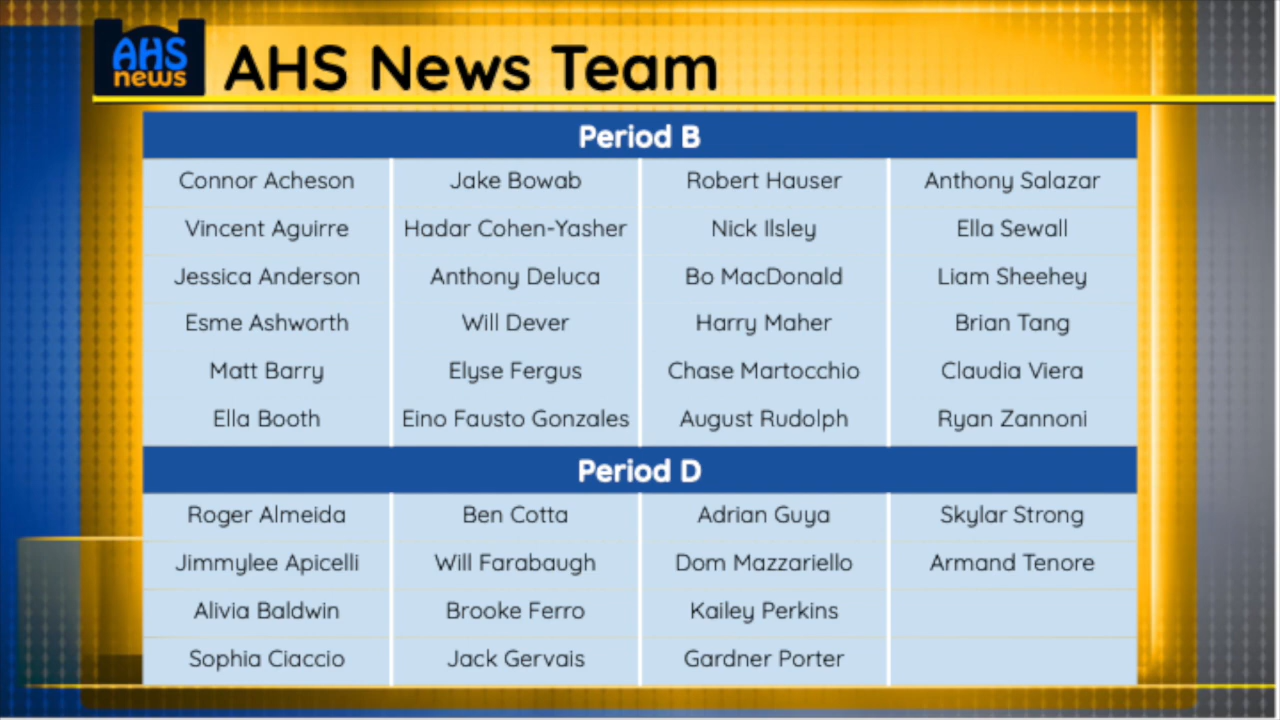 AHS
news
AHS News Team
Period B
Connor Acheson Jake Bowab Robert Hauser Anthony Salazar
Vincent Aguirre Hadar Cohen-Yasher Nick Ilsley Ella Sewall
Jessica Anderson Anthony Deluca Bo MacDonald Liam Sheehey
Esme Ashworth Will Dever Harry Maher Brian Tang
Matt Barry Elyse Fergus Chase Martocchio Claudia Viera
Ella Booth Eino Fausto Gonzales August Rudolph Ryan Zannoni
Period D
Roger Almeida Ben Cotta Adrian Guya Skylar Strong
Jimmylee Apicelli Will Farabaugh Dom Mazzariello Armand Tenore
Alivia Baldwin Brooke Ferro Kailey Perkins
Sophia Ciaccio Jack Gervais Gardner Porter